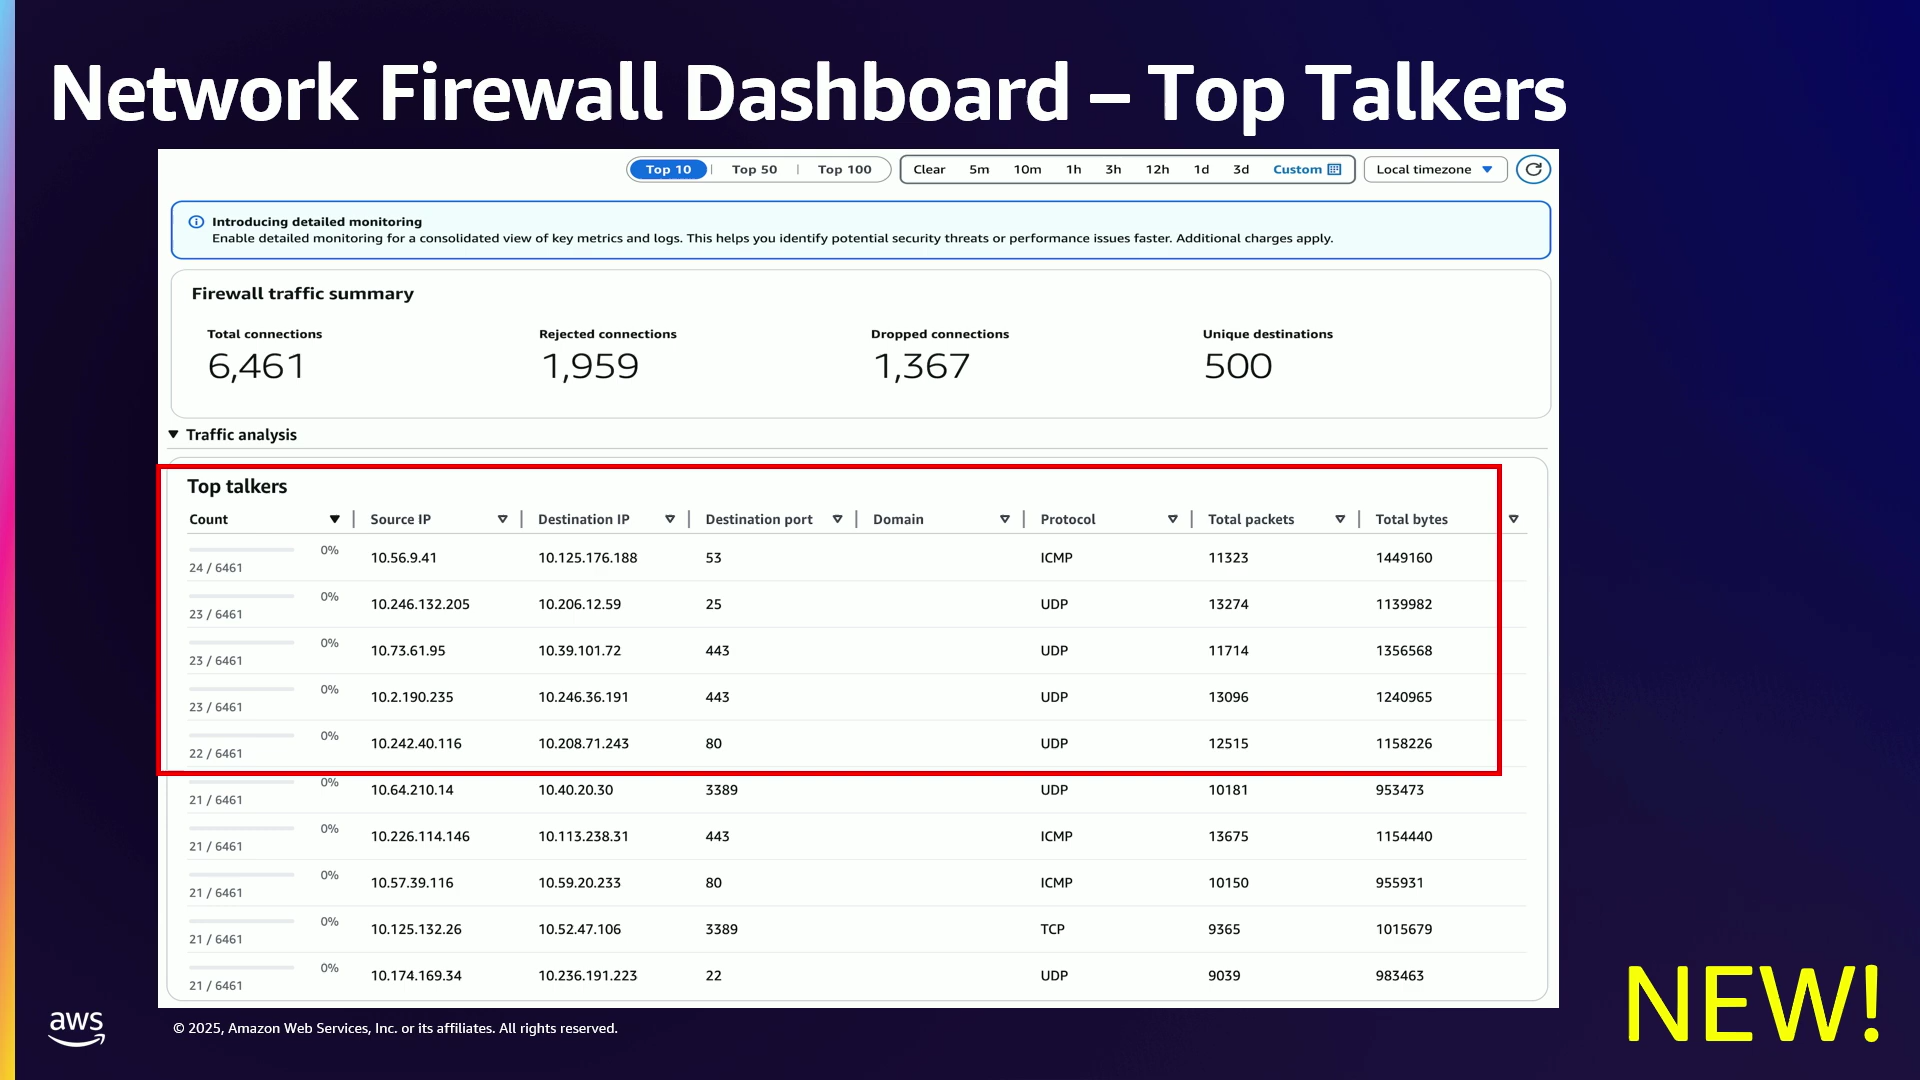 Network Firewall Dashboard – Top Talkers
Top 10 | Top 50 | Top 100 Clear 5m 10m 1h 3h 12h 1d 3d Custom Local timezone
Introducing detailed monitoring
Enable detailed monitoring for a consolidated view of key metrics and logs. This helps you identify potential security threats or performance issues faster. Additional charges apply.
Firewall traffic summary
Total connections Rejected connections Dropped connections Unique destinations
6,461 1,959 1,367 500
Traffic analysis
Top talkers
Count Source IP Destination IP Destination port Domain Protocol Total packets Total bytes
0% 24 / 6461 10.56.9.41 10.125.176.188 53 ICMP 11323 1449160
0% 23 / 6461 10.246.132.205 10.206.12.59 25 UDP 13274 1139982
0% 23 / 6461 10.73.61.95 10.39.101.72 443 UDP 11714 1356568
0% 23 / 6461 10.2.190.235 10.246.36.191 443 UDP 13096 1240965
0% 22 / 6461 10.242.40.116 10.208.71.243 80 UDP 12515 1158226
0% 21 / 6461 10.64.210.14 10.40.20.30 3389 UDP 10181 953473
0% 21 / 6461 10.226.114.146 10.113.238.31 443 ICMP 13675 1154440
0% 21 / 6461 10.57.39.116 10.59.20.233 80 ICMP 10150 955931
0% 21 / 6461 10.125.132.26 10.52.47.106 3389 TCP 9365 1015679
0% 21 / 6461 10.174.169.34 10.236.191.223 22 UDP 9039 983463
NEW!
aws
© 2025, Amazon Web Services, Inc. or its affiliates. All rights reserved.